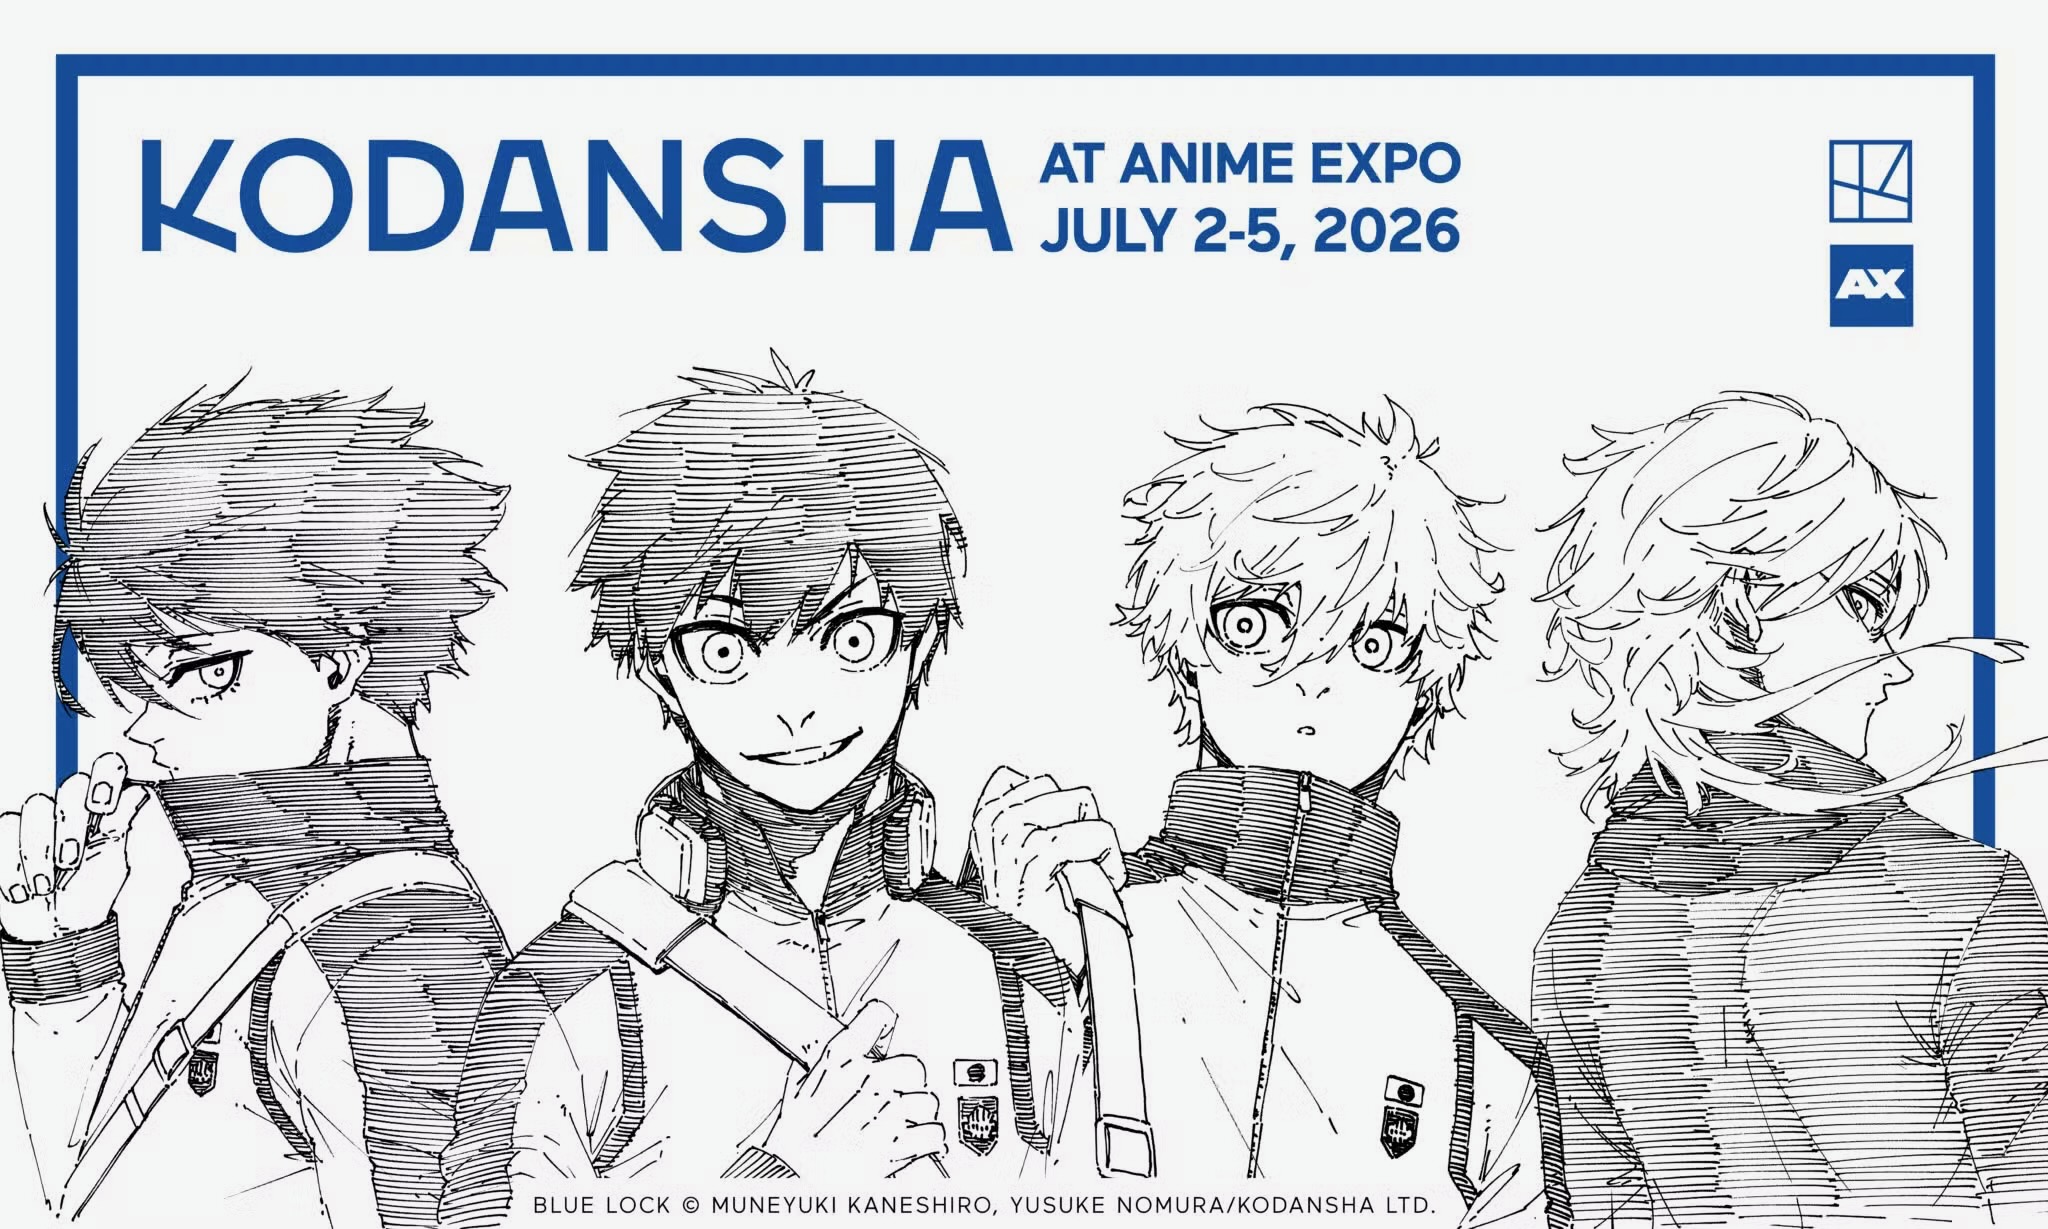 KODANSHA
AT ANIME EXPO
JULY 2-5, 2026
AX
BLUE LOCK © MUNEYUKI KANESHIRO, YUSUKE NOMURA/KODANSHA LTD.